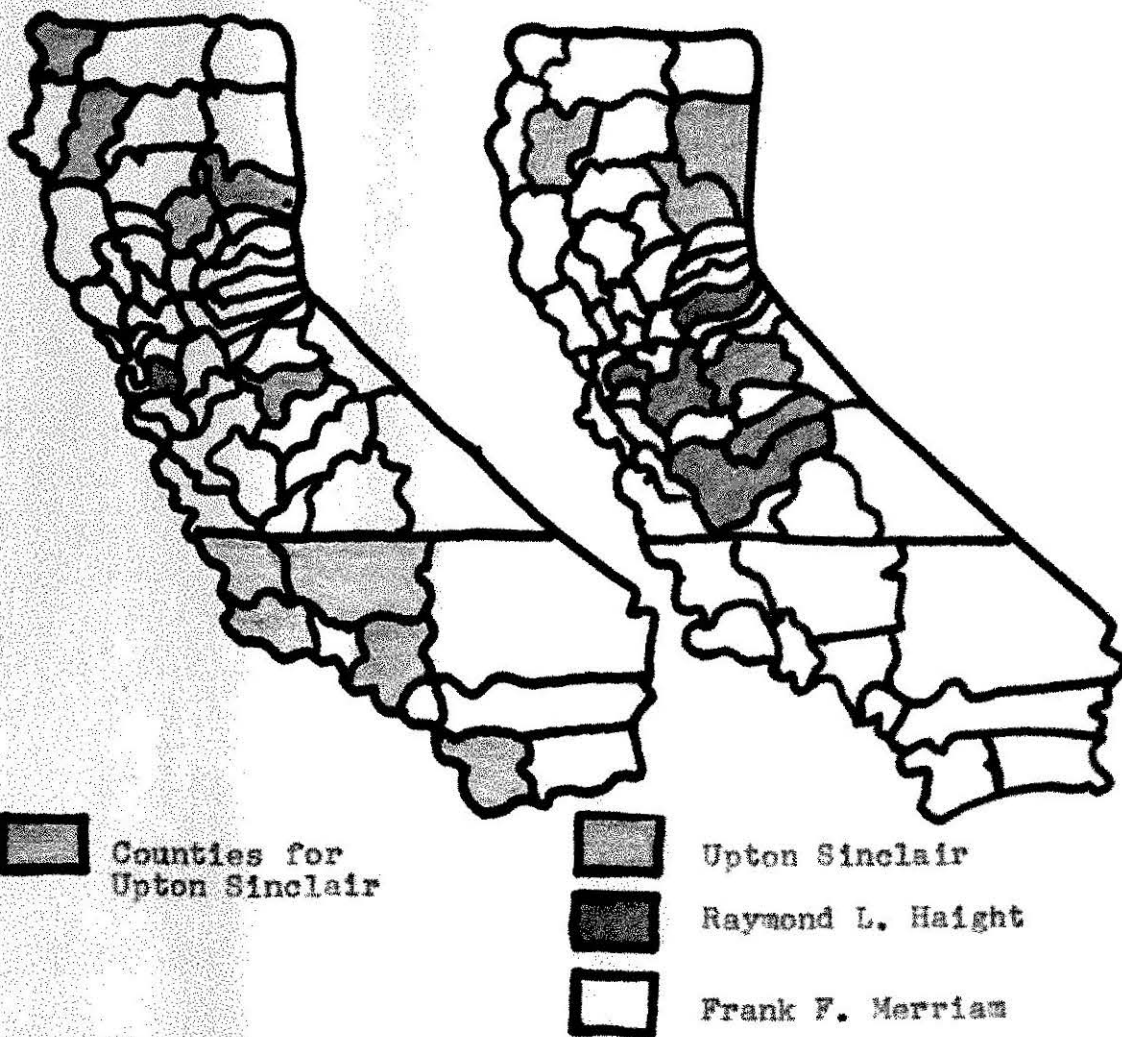 Counties for
Upton Sinclair
Upton Sinclair
Raymond L. Haight
Frank F. Merriam